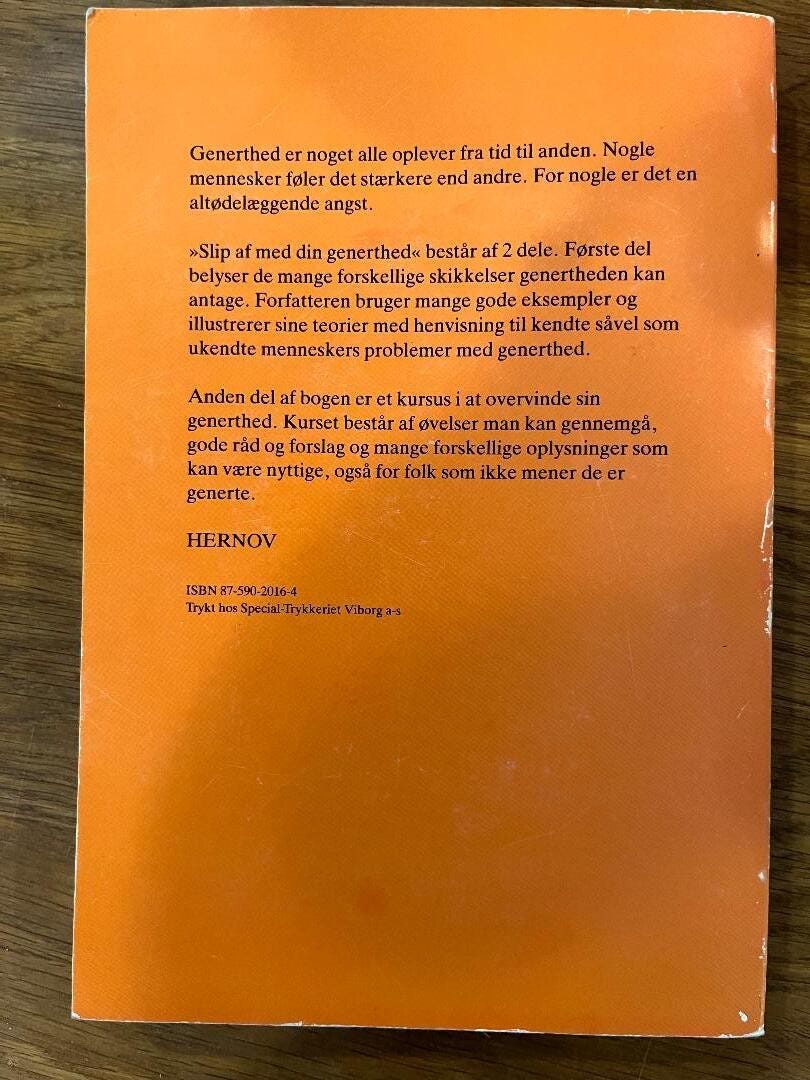 Generthed er noget alle oplever fra tid til anden. Nogle
mennesker føler det stærkere end andre. For nogle er det en
altødelæggende angst.
»Slip af med din generthed« består af 2 dele. Første del
belyser de mange forskellige skikkelser genertheden kan
antage. Forfatteren bruger mange gode eksempler og
illustrerer sine teorier med henvisning til kendte såvel som
ukendte menneskers problemer med generthed.
Anden del af bogen er et kursus i at overvinde sin
generthed. Kurset består af øvelser man kan gennemgå,
gode råd og forslag og mange forskellige oplysninger som
kan være nyttige, også for folk som ikke mener de er
generte.
HERNOV
ISBN 87-590-2016-4
Trykt hos Special-Trykkeriet Viborg a-s